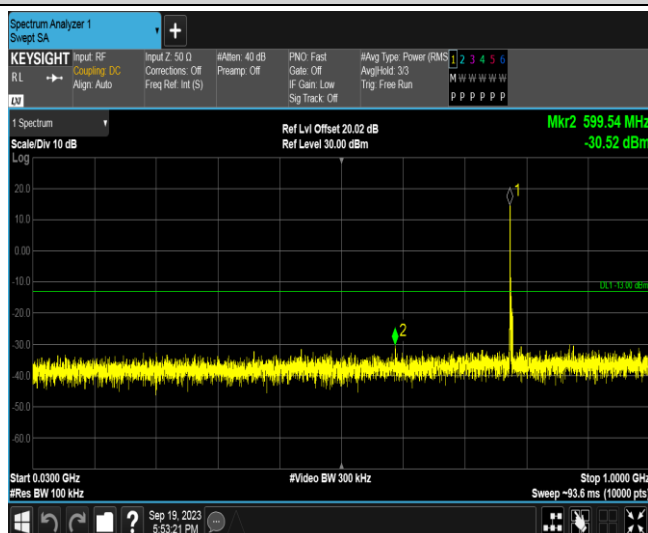 Spectrum Analyzer 1
Swept SA
KEYSIGHT Input: RF Input Z: 50 Ω #Atten: 40 dB PNO: Fast #Avg Type: Power (RMS 1 2 3 4 5 6
RL Coupling: DC Corrections: Off Preamp: Off Gate: Off Avg|Hold: 3/3 M W W W W W
Align: Auto Freq Ref: Int (S) IF Gain: Low Trig: Free Run
LXI Sig Track: Off P P P P P P
1 Spectrum Ref Lvl Offset 20.02 dB Mkr2 599.54 MHz
Scale/Div 10 dB Ref Level 30.00 dBm -30.52 dBm
Log
1
20.0
10.0
0.00
-10.0
DL1 -13.00 dBm
2
-20.0
-30.0
-40.0
-50.0
-60.0
Start 0.0300 GHz #Video BW 300 kHz Stop 1.0000 GHz
#Res BW 100 kHz Sweep ~93.6 ms (10000 pts)
? Sep 19, 2023
5:53:21 PM